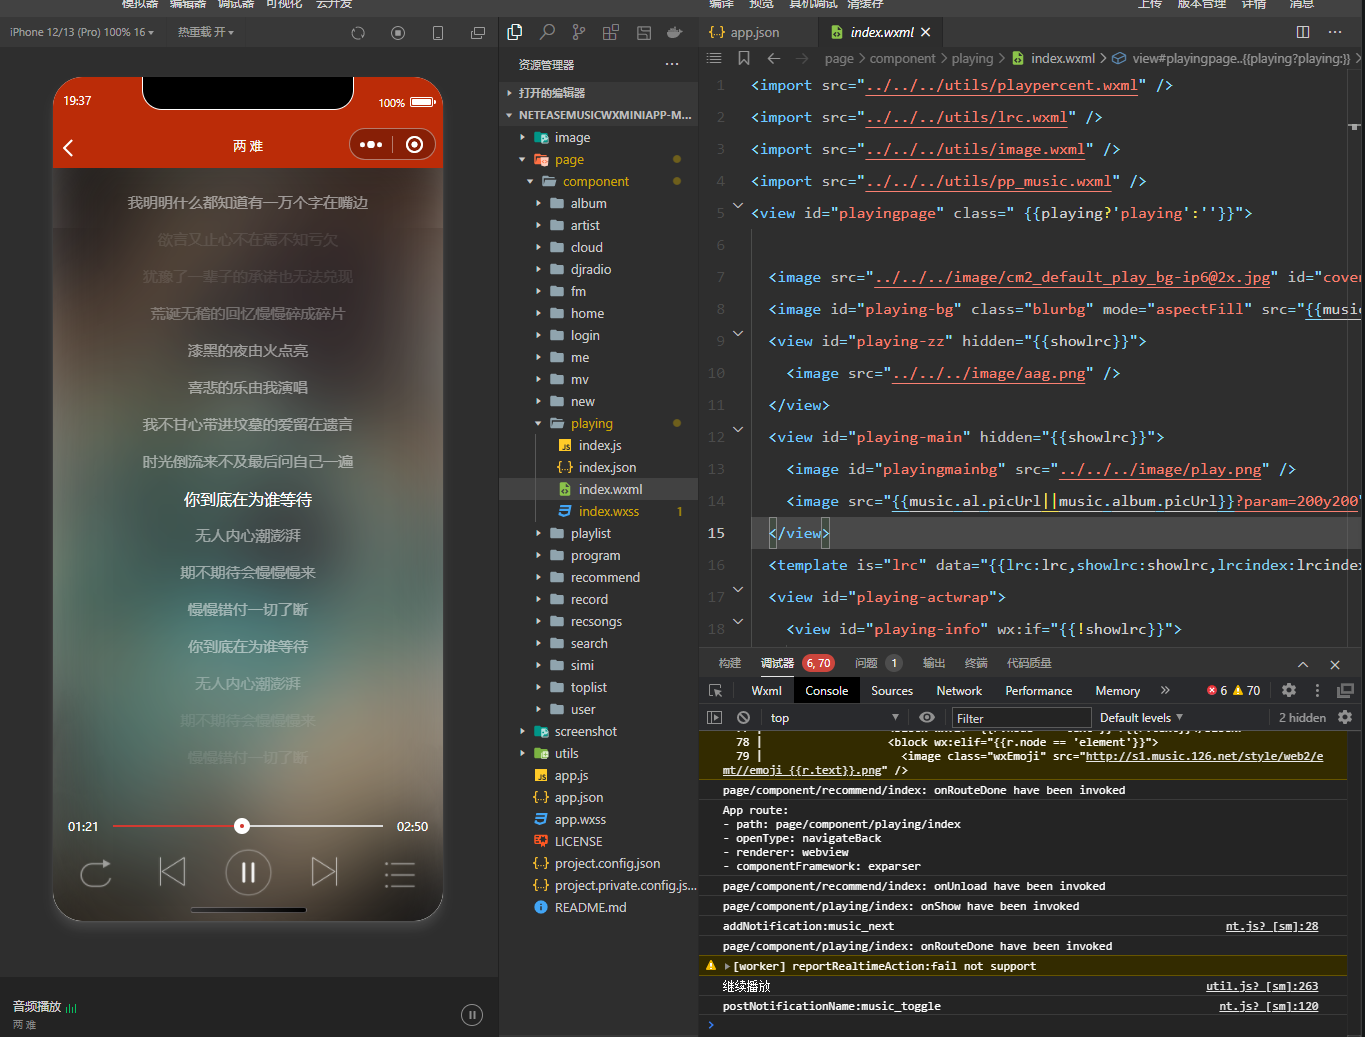 模拟器 编辑器 调试器 可视化 云开发
编译 预览 真机调试 清缓存
上传 版本管理 详情 消息
iPhone 12/13 (Pro) 100% 16
热重载 开
19:37
100%
两难
我明明什么都知道有一万个字在嘴边
欲言又止心不在焉不知亏欠
犹豫了一辈子的承诺也无法兑现
荒诞无稽的回忆慢慢碎成碎片
漆黑的夜由火点亮
喜悲的乐由我演唱
我不甘心带进坟墓的爱留在遗言
时光倒流来不及最后问自己一遍
你到底在为谁等待
无人内心潮澎湃
期不期待会慢慢慢来
慢慢错付一切了断
你到底在为谁等待
无人内心潮澎湃
期不期待会慢慢慢来
慢慢错付一切了断
01:21
02:50
音频播放
两难
资源管理器
打开的编辑器
NETEASEMUSICWXMINIAPP-M...
image
page
component
album
artist
cloud
djradio
fm
home
login
me
mv
new
playing
index.js
index.json
index.wxml
index.wxss 1
playlist
program
recommend
record
recsongs
search
simi
toplist
user
screenshot
utils
app.js
app.json
app.wxss
LICENSE
project.config.json
project.private.config.js...
README.md
app.json
index.wxml
page > component > playing > index.wxml > view#playingpage..{{playing?playing:}} >
1 <import src="../../../utils/playpercent.wxml" />
2 <import src="../../../utils/lrc.wxml" />
3 <import src="../../../utils/image.wxml" />
4 <import src="../../../utils/pp_music.wxml" />
5 <view id="playingpage" class=" {{playing?'playing':''}}">
6
7 <image src="../../../image/cm2_default_play_bg-ip6@2x.jpg" id="cover
8 <image id="playing-bg" class="blurbg" mode="aspectFill" src="{{music
9 <view id="playing-zz" hidden="{{showlrc}}">
10 <image src="../../../image/aag.png" />
11 </view>
12 <view id="playing-main" hidden="{{showlrc}}">
13 <image id="playingmainbg" src="../../../image/play.png" />
14 <image src="{{music.al.picUrl||music.album.picUrl}}?param=200y200"
15 </view>
16 <template is="lrc" data="{{lrc:lrc,showlrc:showlrc,lrcindex:lrcindex
17 <view id="playing-actwrap">
18 <view id="playing-info" wx:if="{{!showlrc}}">
构建 调试器 6, 70 问题 1 输出 终端 代码质量
Wxml Console Sources Network Performance Memory » 6 70
top Filter Default levels 2 hidden
78 | <block wx:elif="{{r.node == 'element'}}">
79 | <image class="wxEmoji" src="http://s1.music.126.net/style/web2/e
mt//emoji_{{r.text}}.png" />
page/component/recommend/index: onRouteDone have been invoked
App route:
- path: page/component/playing/index
- openType: navigateBack
- renderer: webview
- componentFramework: exparser
page/component/recommend/index: onUnload have been invoked
page/component/playing/index: onShow have been invoked
addNotification:music_next nt.js? [sm]:28
page/component/playing/index: onRouteDone have been invoked
[worker] reportRealtimeAction:fail not support
继续播放 util.js? [sm]:263
postNotificationName:music_toggle nt.js? [sm]:120